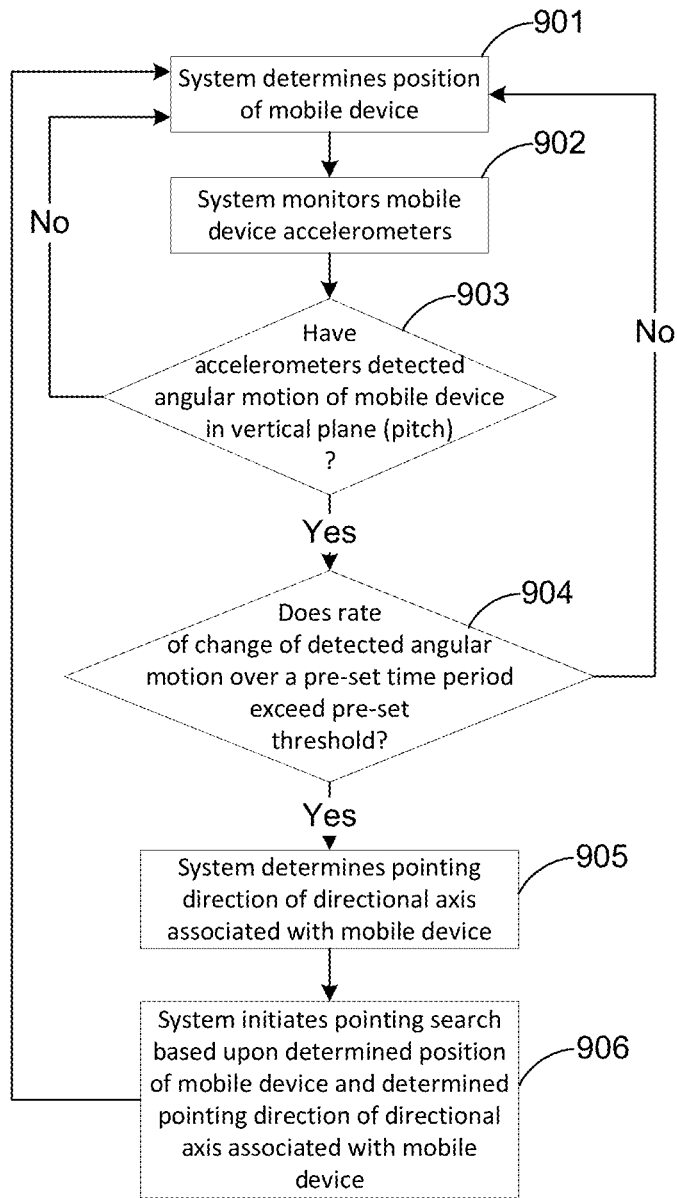 901
System determines position
of mobile device
902
System monitors mobile
device accelerometers
No
903
Have
accelerometers detected
angular motion of mobile device
in vertical plane (pitch)
?
No
Yes
904
Does rate
of change of detected angular
motion over a pre-set time period
exceed pre-set
threshold?
Yes
905
System determines pointing
direction of directional axis
associated with mobile device
906
System initiates pointing search
based upon determined position
of mobile device and determined
pointing direction of directional
axis associated with mobile
device